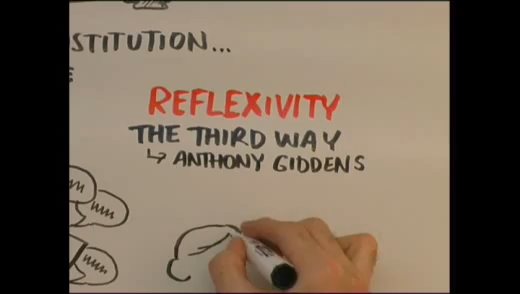 STITUTION...
REFLEXIVITY
THE THIRD WAY
↳ ANTHONY GIDDENS